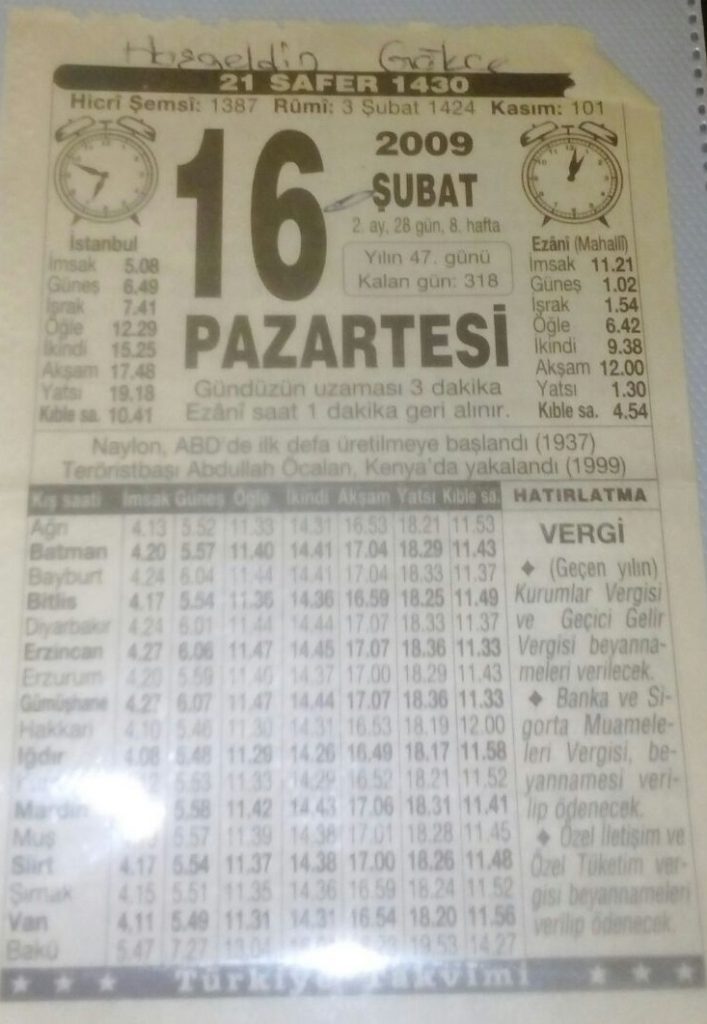 Hoşgeldin Gökçe
21 SAFER 1430
Hicrî Şemsî: 1387 Rûmî: 3 Şubat 1424 Kasım: 101
16
2009
ŞUBAT
2. ay, 28 gün, 8. hafta
Yılın 47. günü
Kalan gün: 318
PAZARTESİ
Gündüzün uzaması 3 dakika
Ezânî saat 1 dakika geri alınır.
İstanbul
İmsak 5.08
Güneş 6.49
İşrak 7.41
Öğle 12.29
İkindi 15.25
Akşam 17.48
Yatsı 19.18
Kıble sa. 10.41
Ezânî (Mahallî)
İmsak 11.21
Güneş 1.02
İşrak 1.54
Öğle 6.42
İkindi 9.38
Akşam 12.00
Yatsı 1.30
Kıble sa. 4.54
Naylon, ABD'de ilk defa üretilmeye başlandı (1937)
Teröristbaşı Abdullah Öcalan, Kenya'da yakalandı (1999)
Kış saati İmsak Güneş Öğle İkindi Akşam Yatsı Kıble sa.
Ağrı 4.13 5.52 11.33 14.31 16.53 18.21 11.53
Batman 4.20 5.57 11.40 14.41 17.04 18.29 11.43
Bayburt 4.24 6.04 11.44 14.41 17.04 18.33 11.37
Bitlis 4.17 5.54 11.36 14.36 16.59 18.25 11.49
Diyarbakır 4.24 6.01 11.44 14.44 17.07 18.33 11.37
Erzincan 4.27 6.06 11.47 14.45 17.07 18.36 11.33
Erzurum 4.20 5.59 11.40 14.37 17.00 18.29 11.43
Gümüşhane 4.27 6.07 11.47 14.44 17.07 18.36 11.33
Hakkari 4.10 5.46 11.30 14.31 16.53 18.19 12.00
Iğdır 4.08 5.48 11.29 14.26 16.49 18.17 11.58
5.53 11.33 14.29 16.52 18.21 11.52
Mardin 5.58 11.42 14.43 17.06 18.31 11.41
Muş 5.57 11.39 14.38 17.01 18.28 11.45
Siirt 4.17 5.54 11.37 14.38 17.00 18.26 11.48
Şırnak 4.15 5.51 11.35 14.36 16.59 18.24 11.52
Van 4.11 5.49 11.31 14.31 16.54 18.20 11.56
Bakü 5.47 7.27 13.04 19.53 14.27
HATIRLATMA
VERGİ
♦ (Geçen yılın)
Kurumlar Vergisi
ve Geçici Gelir
Vergisi beyanna-
meleri verilecek.
♦ Banka ve Si-
gorta Muamele-
leri Vergisi, be-
yannamesi veri-
lip ödenecek.
♦ Özel İletişim ve
Özel Tüketim ver-
gisi beyannameleri
verilip ödenecek.
Türkiye Takvimi